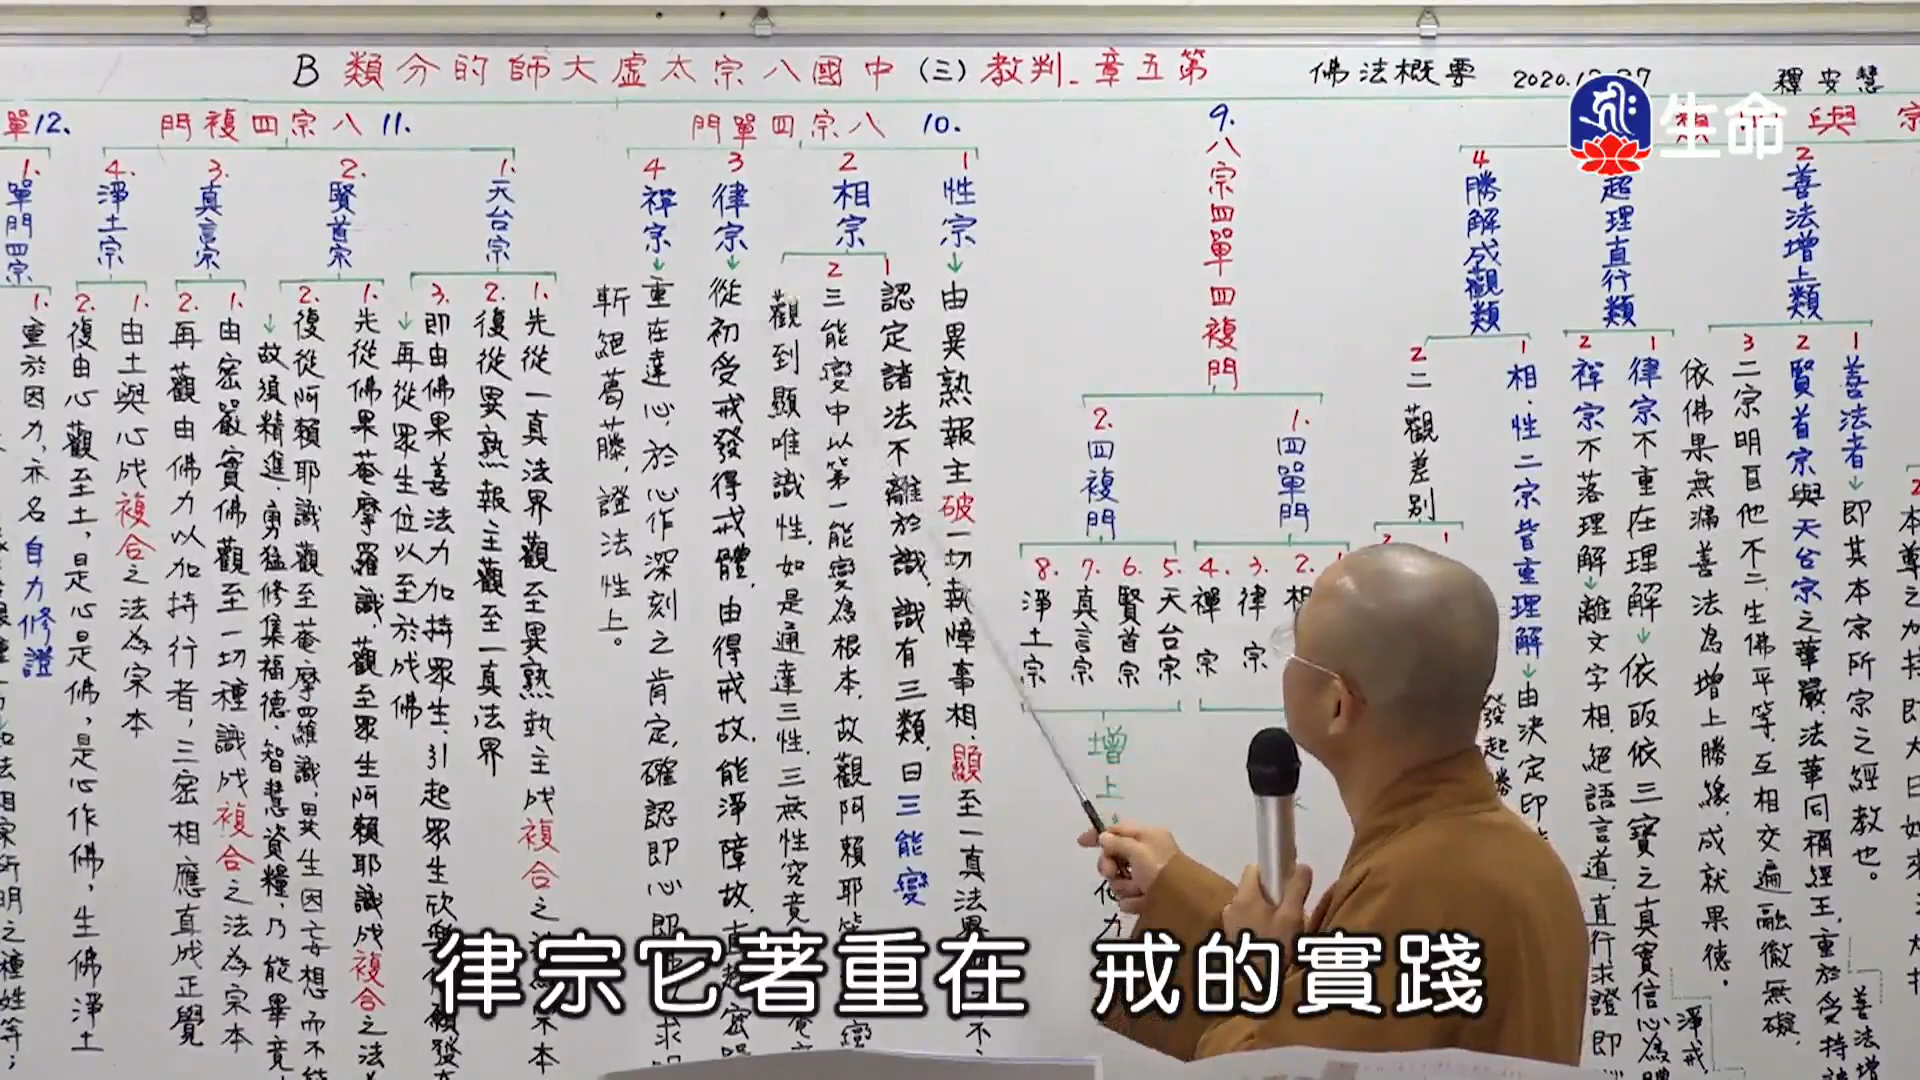 第五章_判教(三)中國八宗太虛大師的分類 B
佛法概要
釋安慧
生命
2
善法增上類
1
善法者↓即其本宗所宗之經教也。
2
賢首宗與天台宗之華嚴、法華同稱經王,重於受持
3
二宗明自他不二、生佛平等、互相交遍融徹無礙,
依佛果無漏善法為增上勝緣,成就果德,
超理直行類
1
律宗不重在理解↓依皈依三寶之真實信心為
2
禪宗不落理解↓離文字相,絕語言道,直行求證即
4
勝解成觀類
1
相.性二宗皆重理解↓由決定印
2
二觀差別
9.
八宗四單四複門
1.
四單門
2.
四複門
2.
相
3.
律宗
4.
禪宗
5.
天台宗
6.
賢首宗
7.
真言宗
8.
淨土宗
增上
10.
八宗四單門
1
性宗
↓由異熟報主破一切執障事相,顯至一真法界
2
相宗
1
認定諸法不離於識,識有三類,曰三能變
2
三能變中以第一能變為根本,故觀阿賴耶
觀到顯唯識性,如是通達三性,三無性究竟
3
律宗
↓從初受戒發得戒體,由得戒故,能淨障故,
4
禪宗
↓重在達心,於心作深刻之肯定,確認即心即
斬絕葛藤,證法性上。
11.
八宗四複門
1.
天台宗
1.
先從一真法界觀至異熟執主成複合之法為宗本
2.
復從異熟報主觀至一真法界
3.
即由佛果善法力加持眾生,引起眾生欣
↓再從眾生位以至於成佛
2.
賢首宗
1.
先從佛果菴摩羅識,觀至眾生阿賴耶識成複合之法
2.
復從阿賴耶識觀至菴摩羅識,異生因妄想而不能
↓故須精進,勇猛修集福德,智慧資糧,乃能畢竟
3.
真言宗
1.
由密嚴實佛觀至一切種識成複合之法為宗本
2.
再觀由佛力以加持行者,三密相應直成正覺
4.
淨土宗
1.
由土與心成複合之法為宗本
2.
復由心觀至土,是心是佛,是心作佛,生佛淨土
12.
單
1.
單門四宗
1.
重於因力,亦名自力修證
律宗它著重在 戒的實踐